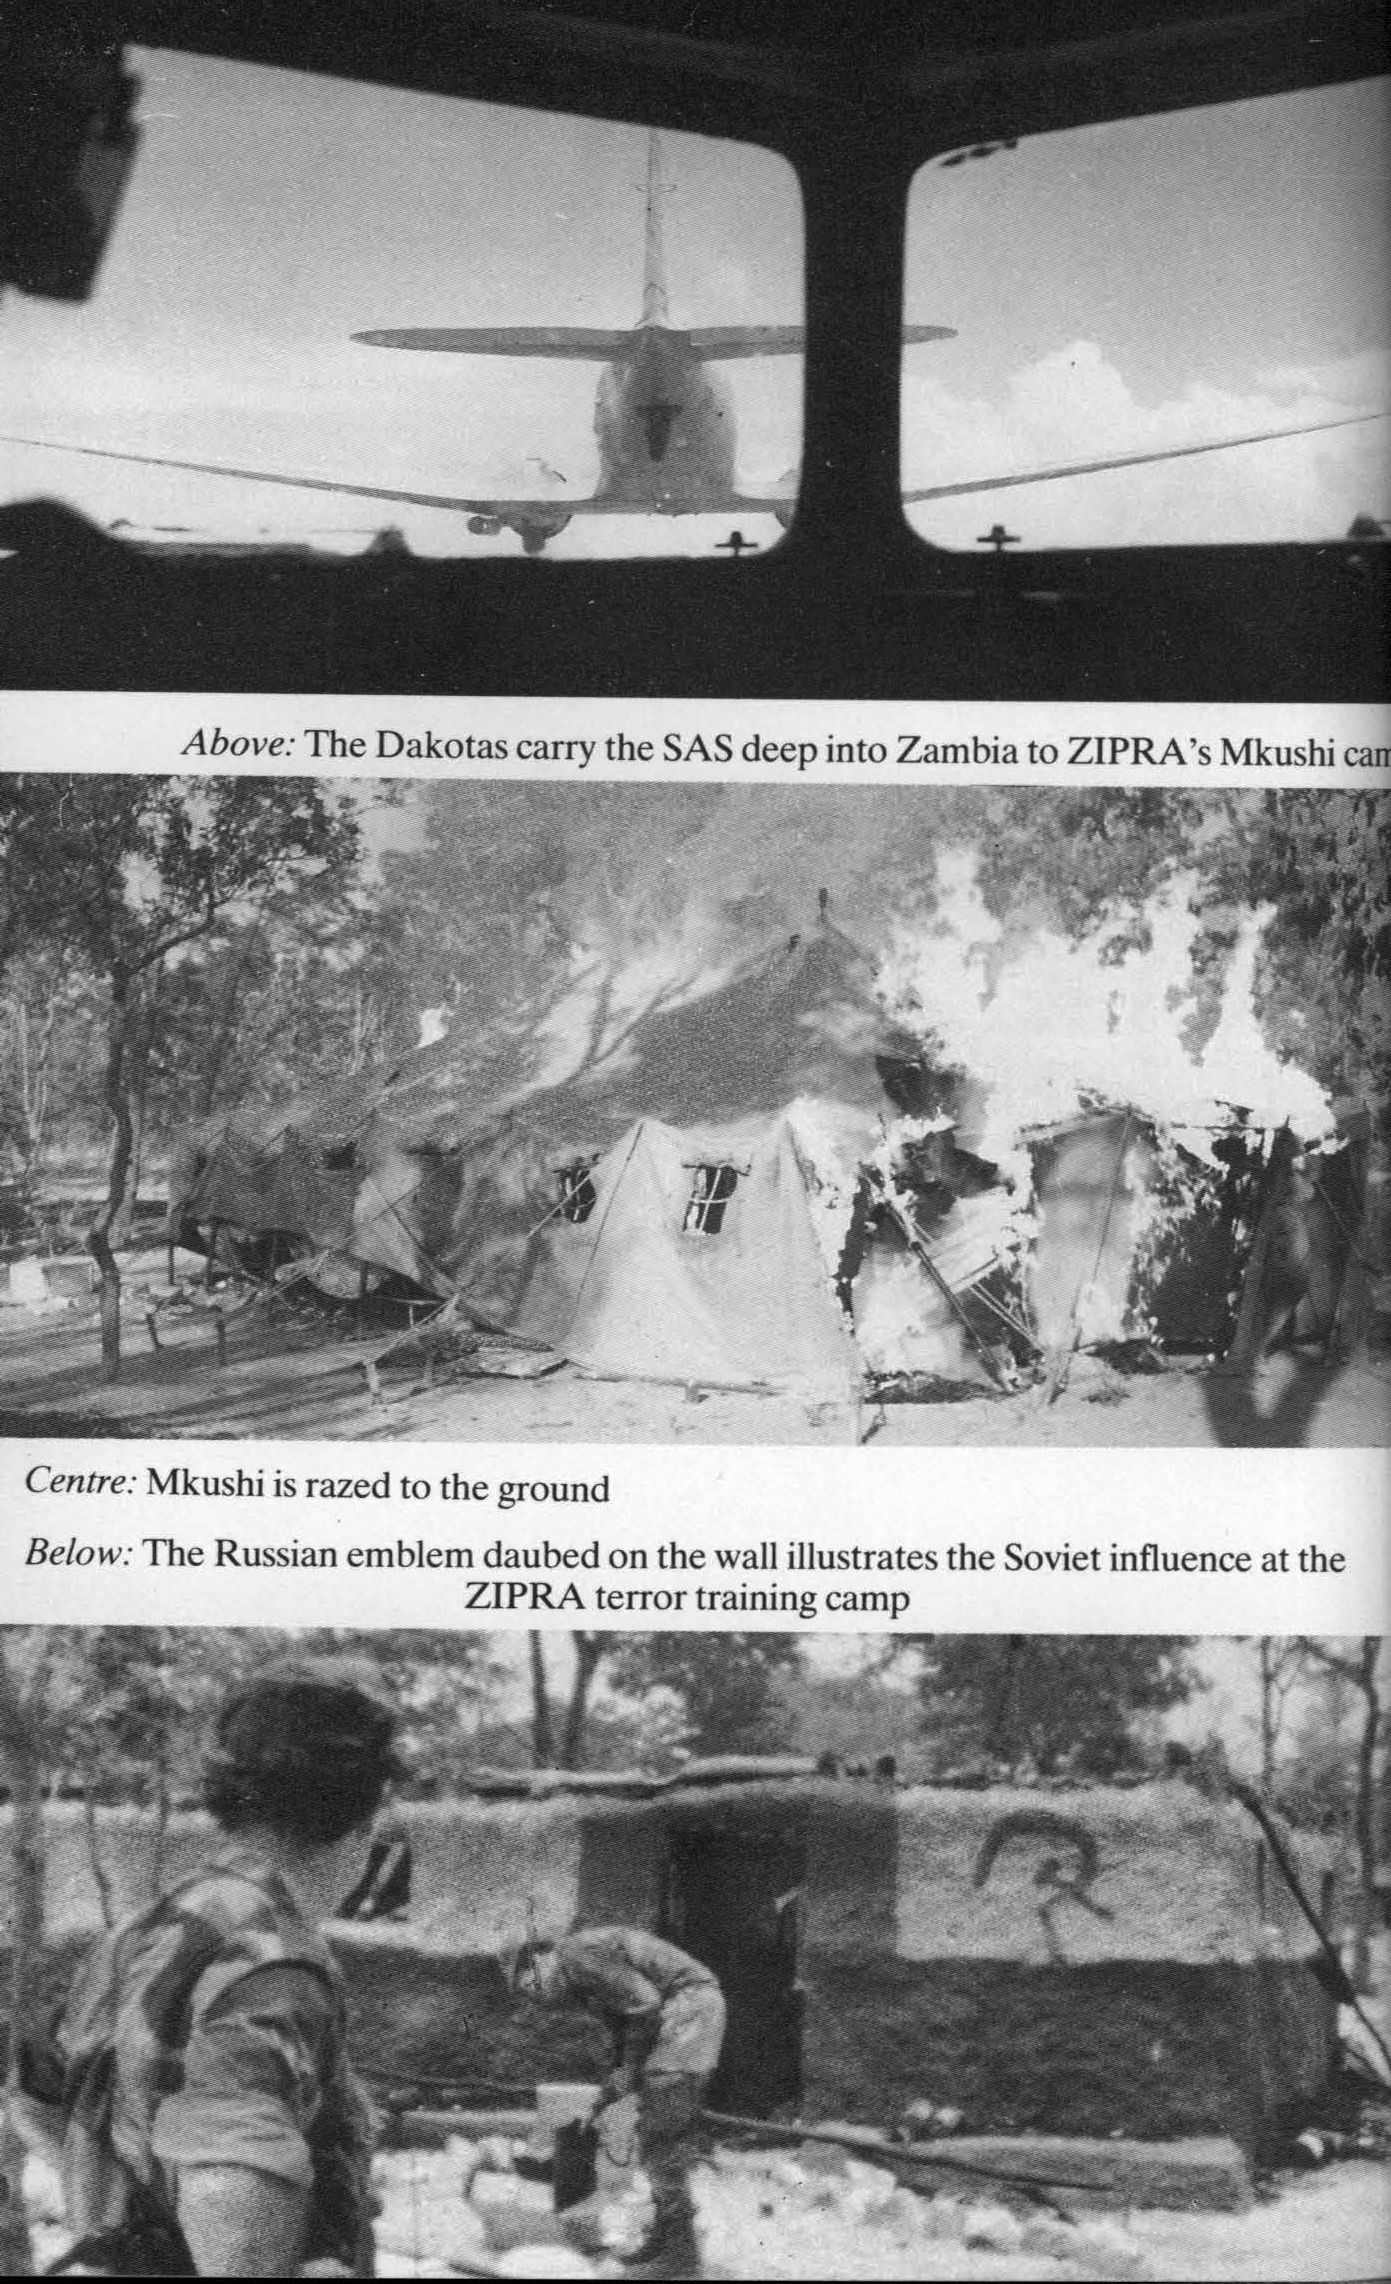 Above: The Dakotas carry the SAS deep into Zambia to ZIPRA's Mkushi
Centre: Mkushi is razed to the ground
Below: The Russian emblem daubed on the wall illustrates the Soviet influence at the
ZIPRA terror training camp